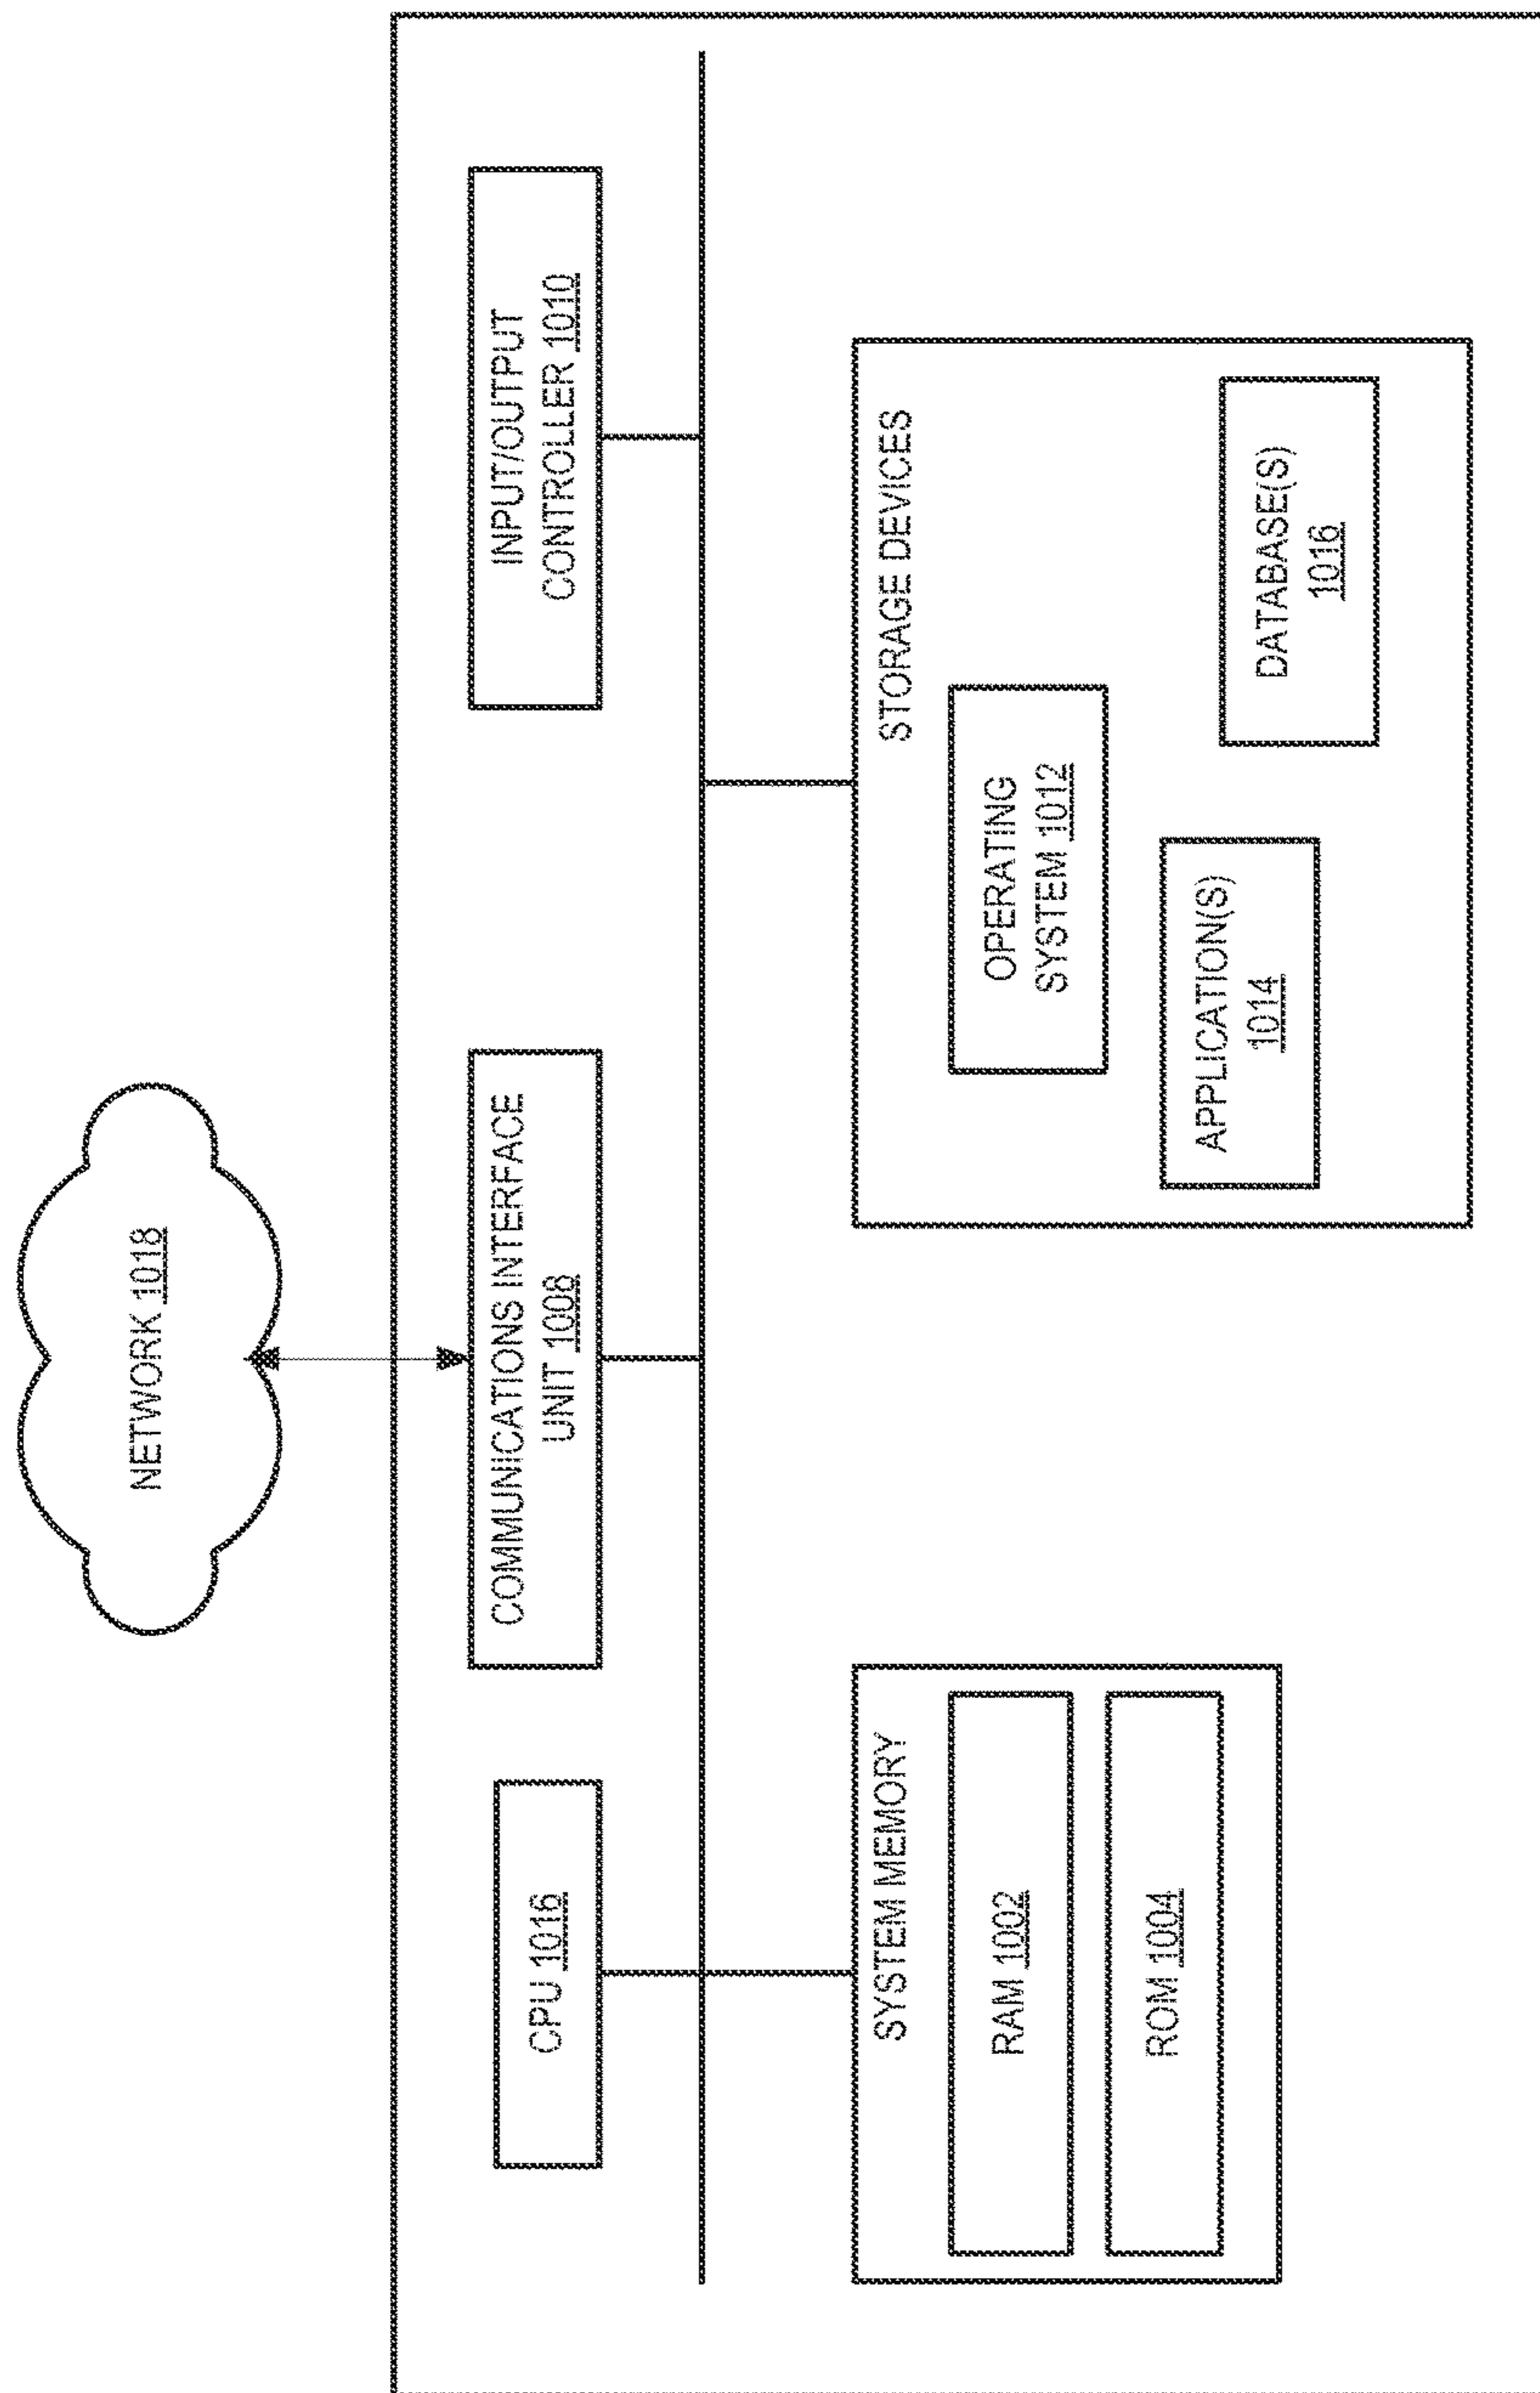 NETWORK 1018
CPU 1016
COMMUNICATIONS INTERFACE
UNIT 1008
INPUT/OUTPUT
CONTROLLER 1010
SYSTEM MEMORY
RAM 1002
ROM 1004
STORAGE DEVICES
OPERATING
SYSTEM 1012
APPLICATION(S)
1014
DATABASE(S)
1016